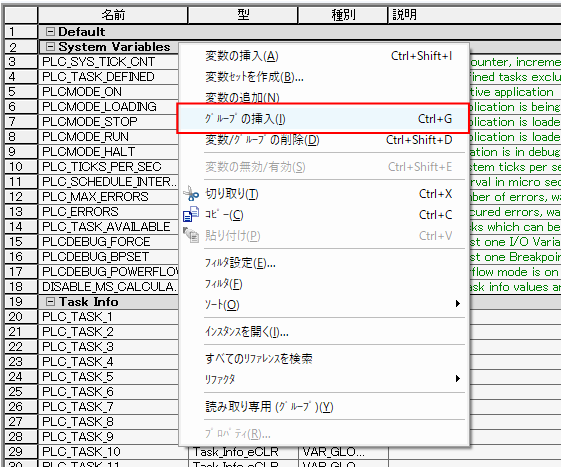 名前 型 種別 説明
1 Default
2 System Variables
3 PLC_SYS_TICK_CNT ounter, increme
4 PLC_TASK_DEFINED fined tasks exclu
5 PLCMODE_ON tive application
6 PLCMODE_LOADING plication is being
7 PLCMODE_STOP plication is loade
8 PLCMODE_RUN plication is loade
9 PLCMODE_HALT ation is in debug
10 PLC_TICKS_PER_SEC stem ticks per se
11 PLC_SCHEDULE_INTER... rval in micro sec
12 PLC_MAX_ERRORS ber of errors, wa
13 PLC_ERRORS cured errors, wa
14 PLC_TASK_AVAILABLE ks which can be
15 PLCDEBUG_FORCE st one I/O Varia
16 PLCDEBUG_BPSET st one Breakpoin
17 PLCDEBUG_POWERFLOW flow mode is on
18 DISABLE_MS_CALCULA... ask info values ar
19 Task Info
20 PLC_TASK_1
21 PLC_TASK_2
22 PLC_TASK_3
23 PLC_TASK_4
24 PLC_TASK_5
25 PLC_TASK_6
26 PLC_TASK_7
27 PLC_TASK_8
28 PLC_TASK_9
29 PLC_TASK_10 Task_Info_eCLR VAR_GLO...
30 PLC_TASK_11 Task_Info_eCLR VAR_GLO...
変数の挿入(A) Ctrl+Shift+I
変数セットを作成(B)...
変数の追加(N)
グループの挿入(I) Ctrl+G
変数/グループの削除(D) Ctrl+Shift+D
変数の無効/有効(S) Ctrl+Shift+E
切り取り(T) Ctrl+X
コピー(C) Ctrl+C
貼り付け(P) Ctrl+V
フィルタ設定(E)...
フィルタ(F)
ソート(O)
インスタンスを開く(I)...
すべてのリファレンスを検索
リファクタ
読み取り専用 (グループ)(Y)
プロパティ(R)...